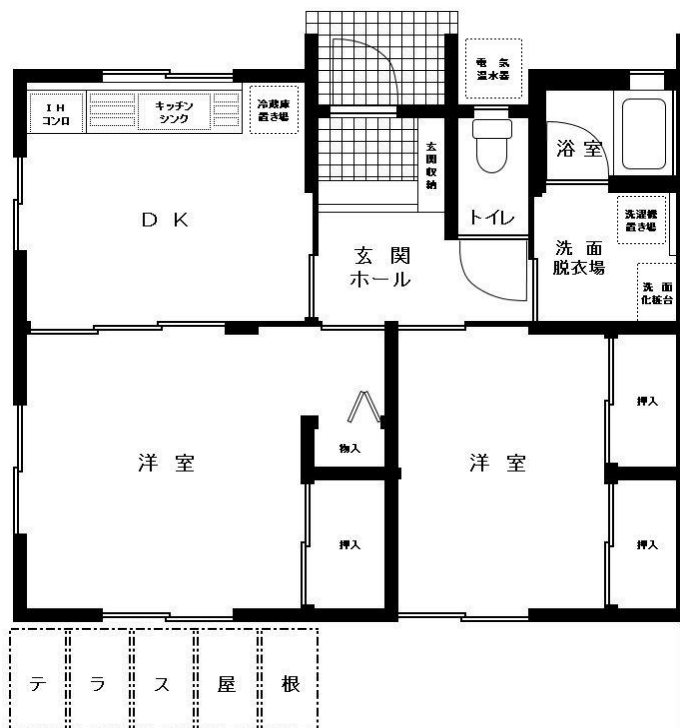 電 気
温水器
I H
コンロ
キッチン
シンク
冷蔵庫
置き場
玄関収納
浴 室
トイレ
D K
洗濯機
置き場
玄 関
ホール
洗 面
脱衣場
洗 面
化粧台
押入
物入
洋 室
洋 室
押入
押入
テ ラ ス 屋 根